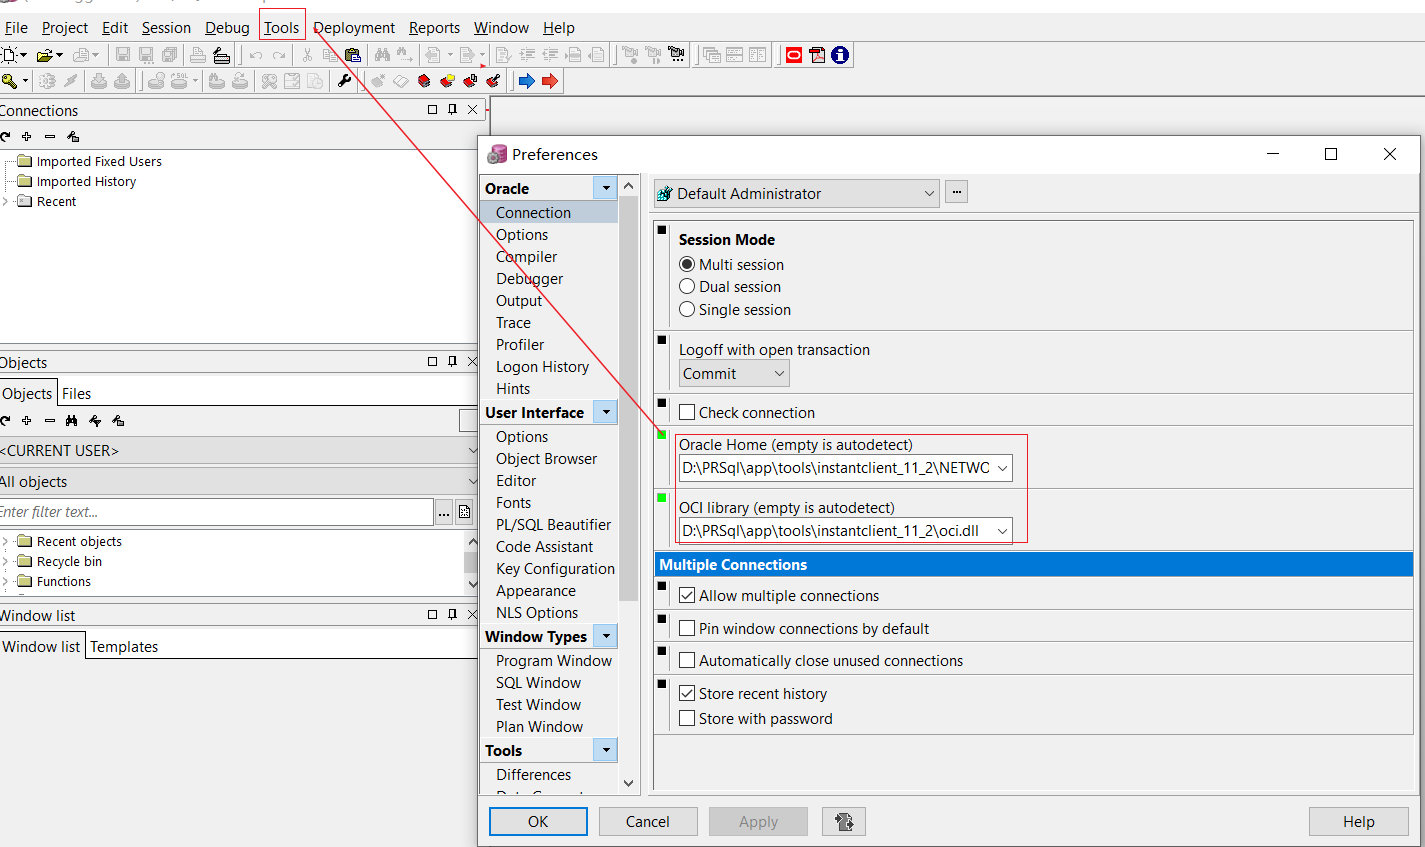 File Project Edit Session Debug Tools Deployment Reports Window Help
Connections
Imported Fixed Users
Imported History
Recent
Objects
Objects Files
<CURRENT USER>
All objects
Enter filter text...
Recent objects
Recycle bin
Functions
Window list
Window list Templates
Preferences
Oracle
Connection
Options
Compiler
Debugger
Output
Trace
Profiler
Logon History
Hints
User Interface
Options
Object Browser
Editor
Fonts
PL/SQL Beautifier
Code Assistant
Key Configuration
Appearance
NLS Options
Window Types
Program Window
SQL Window
Test Window
Plan Window
Tools
Differences
Default Administrator
Session Mode
Multi session
Dual session
Single session
Logoff with open transaction
Commit
Check connection
Oracle Home (empty is autodetect)
D:\PRSql\app\tools\instantclient_11_2\NETWO
OCI library (empty is autodetect)
D:\PRSql\app\tools\instantclient_11_2\oci.dll
Multiple Connections
Allow multiple connections
Pin window connections by default
Automatically close unused connections
Store recent history
Store with password
OK Cancel Apply Help